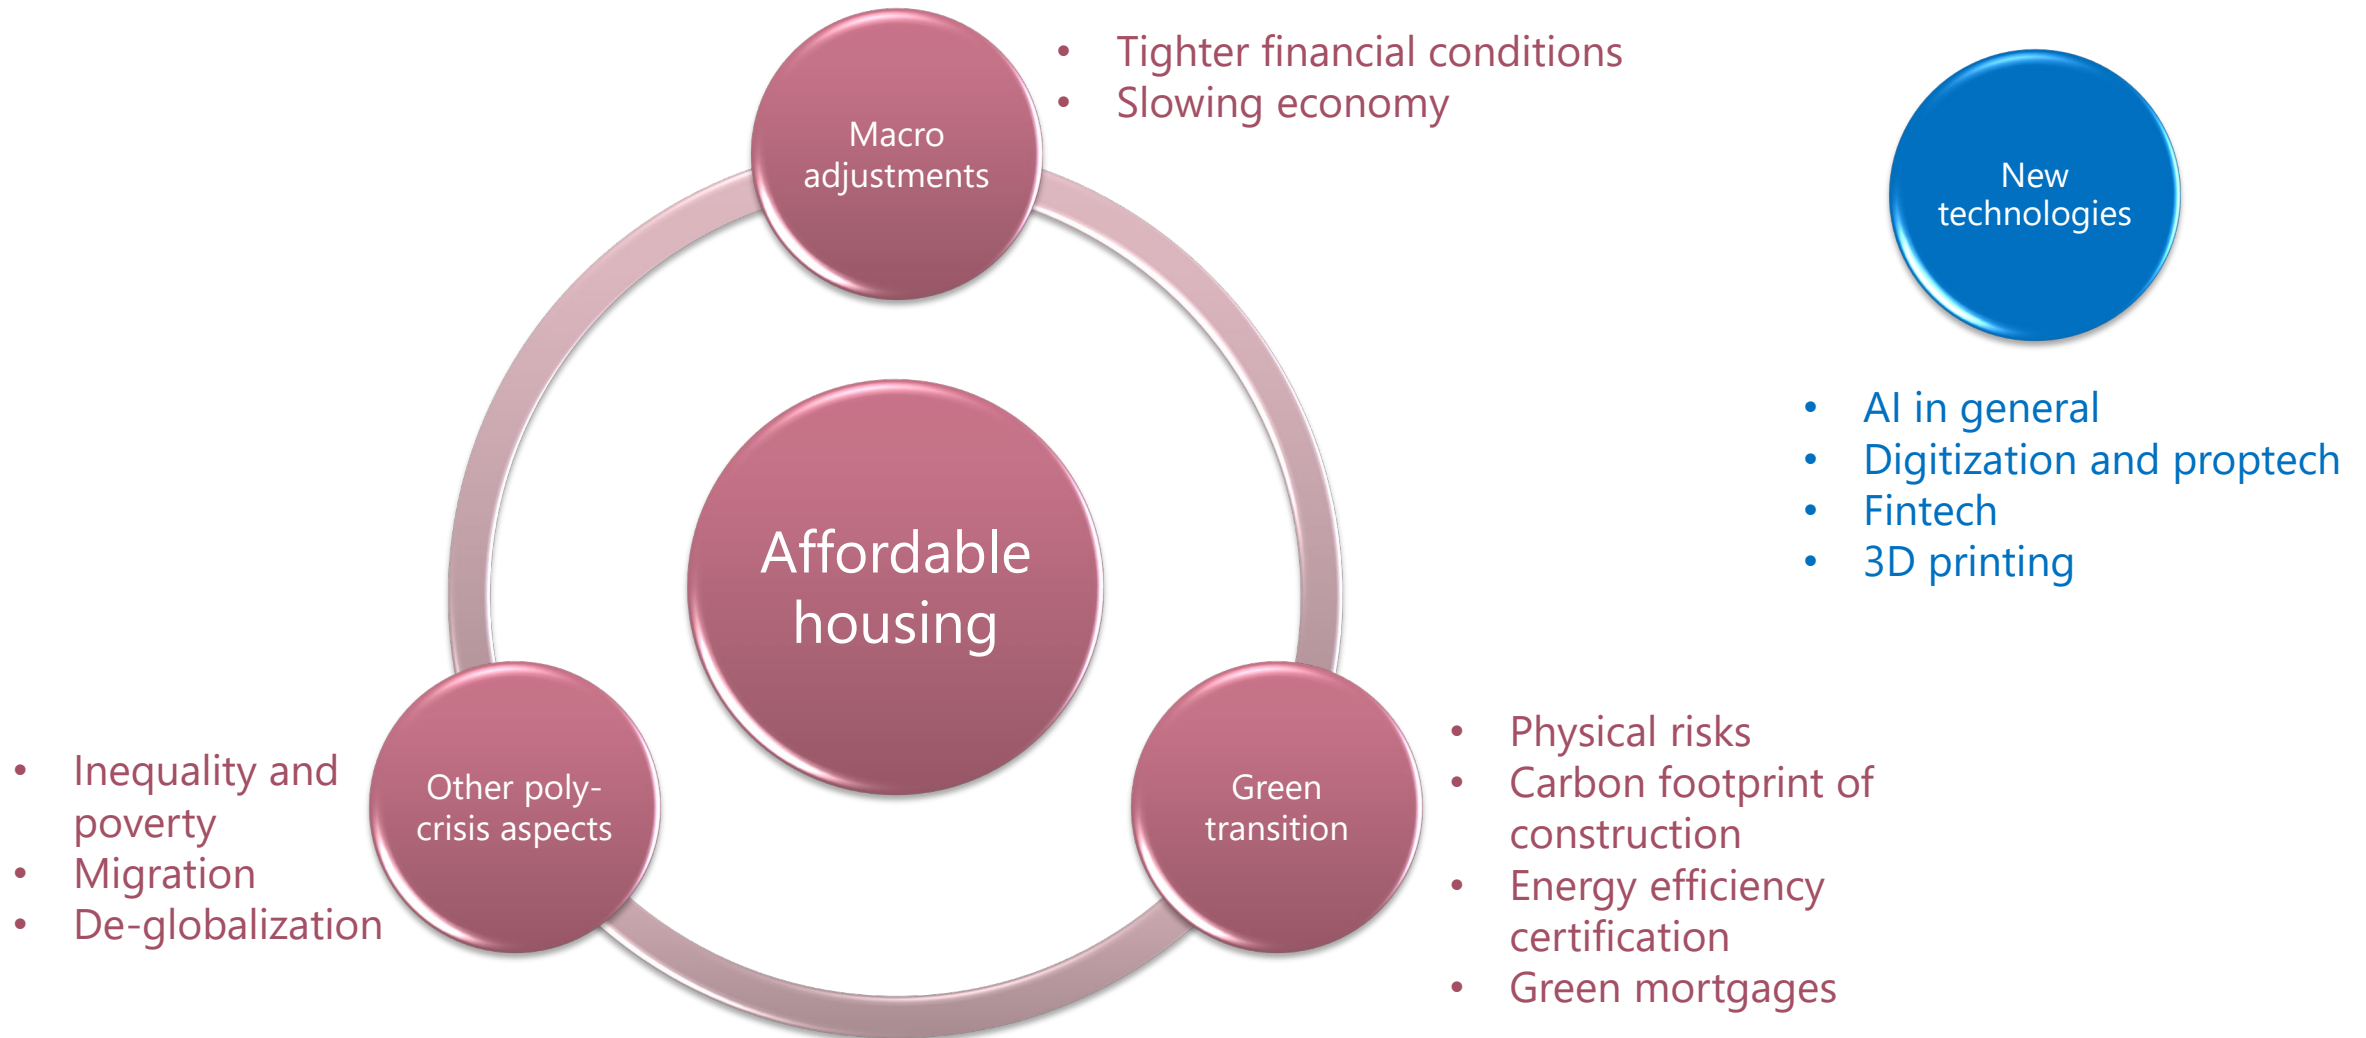 Macro
adjustments
• Tighter financial conditions
• Slowing economy
New
technologies
• AI in general
• Digitization and proptech
• Fintech
• 3D printing
Affordable
housing
Other poly-
crisis aspects
• Inequality and
poverty
• Migration
• De-globalization
Green
transition
• Physical risks
• Carbon footprint of
construction
• Energy efficiency
certification
• Green mortgages